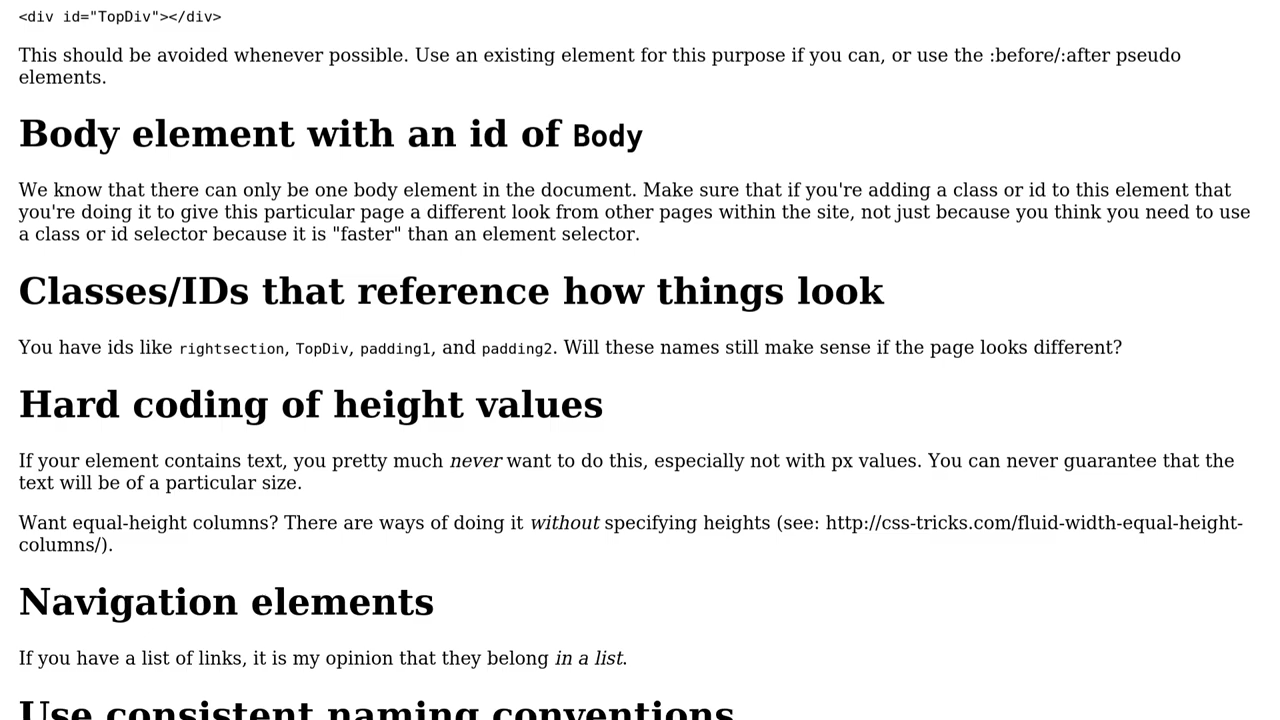 <div id="TopDiv"></div>
This should be avoided whenever possible. Use an existing element for this purpose if you can, or use the :before/:after pseudo
elements.
Body element with an id of Body
We know that there can only be one body element in the document. Make sure that if you're adding a class or id to this element that
you're doing it to give this particular page a different look from other pages within the site, not just because you think you need to use
a class or id selector because it is "faster" than an element selector.
Classes/IDs that reference how things look
You have ids like rightsection, TopDiv, padding1, and padding2. Will these names still make sense if the page looks different?
Hard coding of height values
If your element contains text, you pretty much never want to do this, especially not with px values. You can never guarantee that the
text will be of a particular size.
Want equal-height columns? There are ways of doing it without specifying heights (see: http://css-tricks.com/fluid-width-equal-height-
columns/).
Navigation elements
If you have a list of links, it is my opinion that they belong in a list.
Use consistent naming conventions